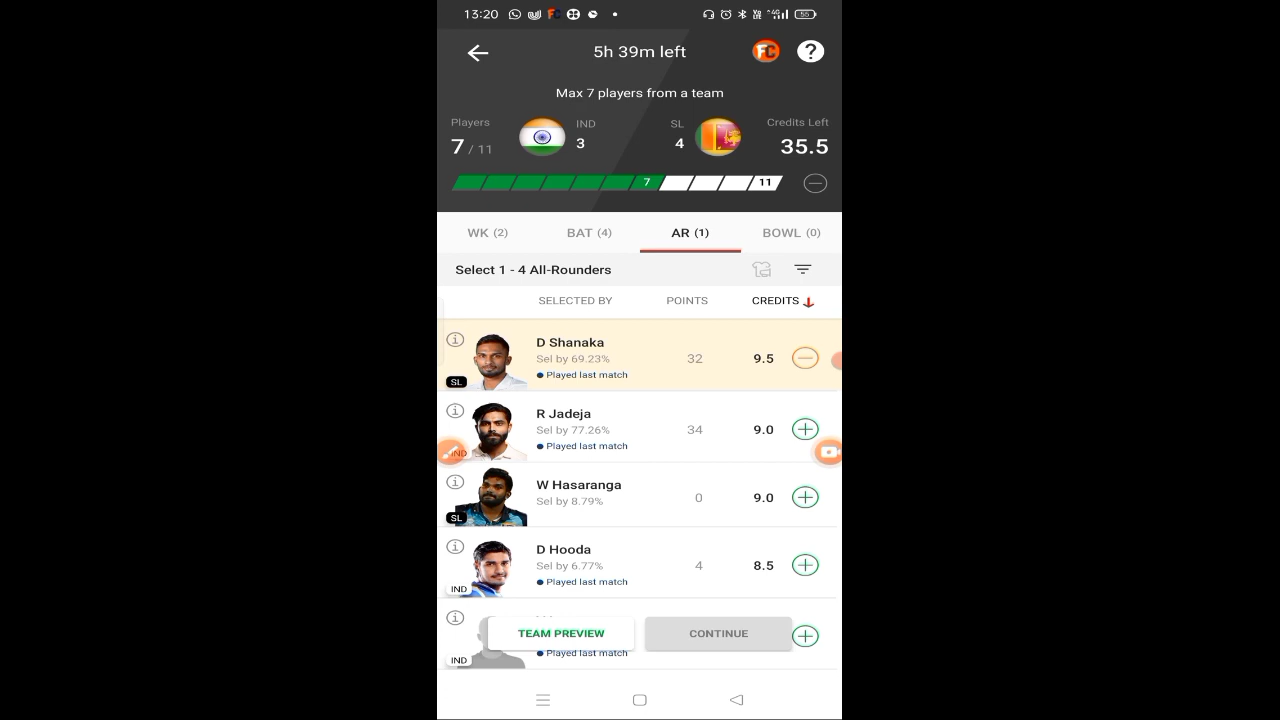 13:20
56
5h 39m left
FC
?
Max 7 players from a team
Players
7 / 11
IND
3
SL
4
Credits Left
35.5
7
11
WK (2)
BAT (4)
AR (1)
BOWL (0)
Select 1 - 4 All-Rounders
SELECTED BY
POINTS
CREDITS
D Shanaka
Sel by 69.23%
Played last match
32
9.5
SL
R Jadeja
Sel by 77.26%
Played last match
34
9.0
IND
W Hasaranga
Sel by 8.79%
0
9.0
SL
D Hooda
Sel by 6.77%
Played last match
4
8.5
IND
TEAM PREVIEW
CONTINUE
Played last match
IND